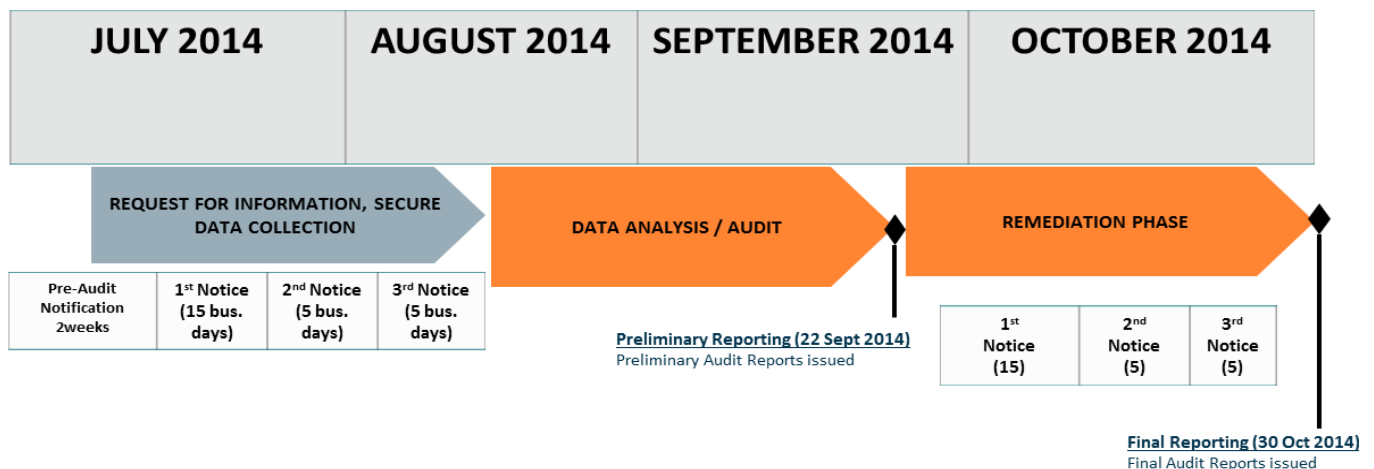 JULY 2014
AUGUST 2014
SEPTEMBER 2014
OCTOBER 2014
REQUEST FOR INFORMATION, SECURE
DATA COLLECTION
DATA ANALYSIS / AUDIT
REMEDIATION PHASE
Pre-Audit
Notification
2weeks
1st Notice
(15 bus.
days)
2nd Notice
(5 bus.
days)
3rd Notice
(5 bus.
days)
Preliminary Reporting (22 Sept 2014)
Preliminary Audit Reports issued
1st
Notice
(15)
2nd
Notice
(5)
3rd
Notice
(5)
Final Reporting (30 Oct 2014)
Final Audit Reports issued